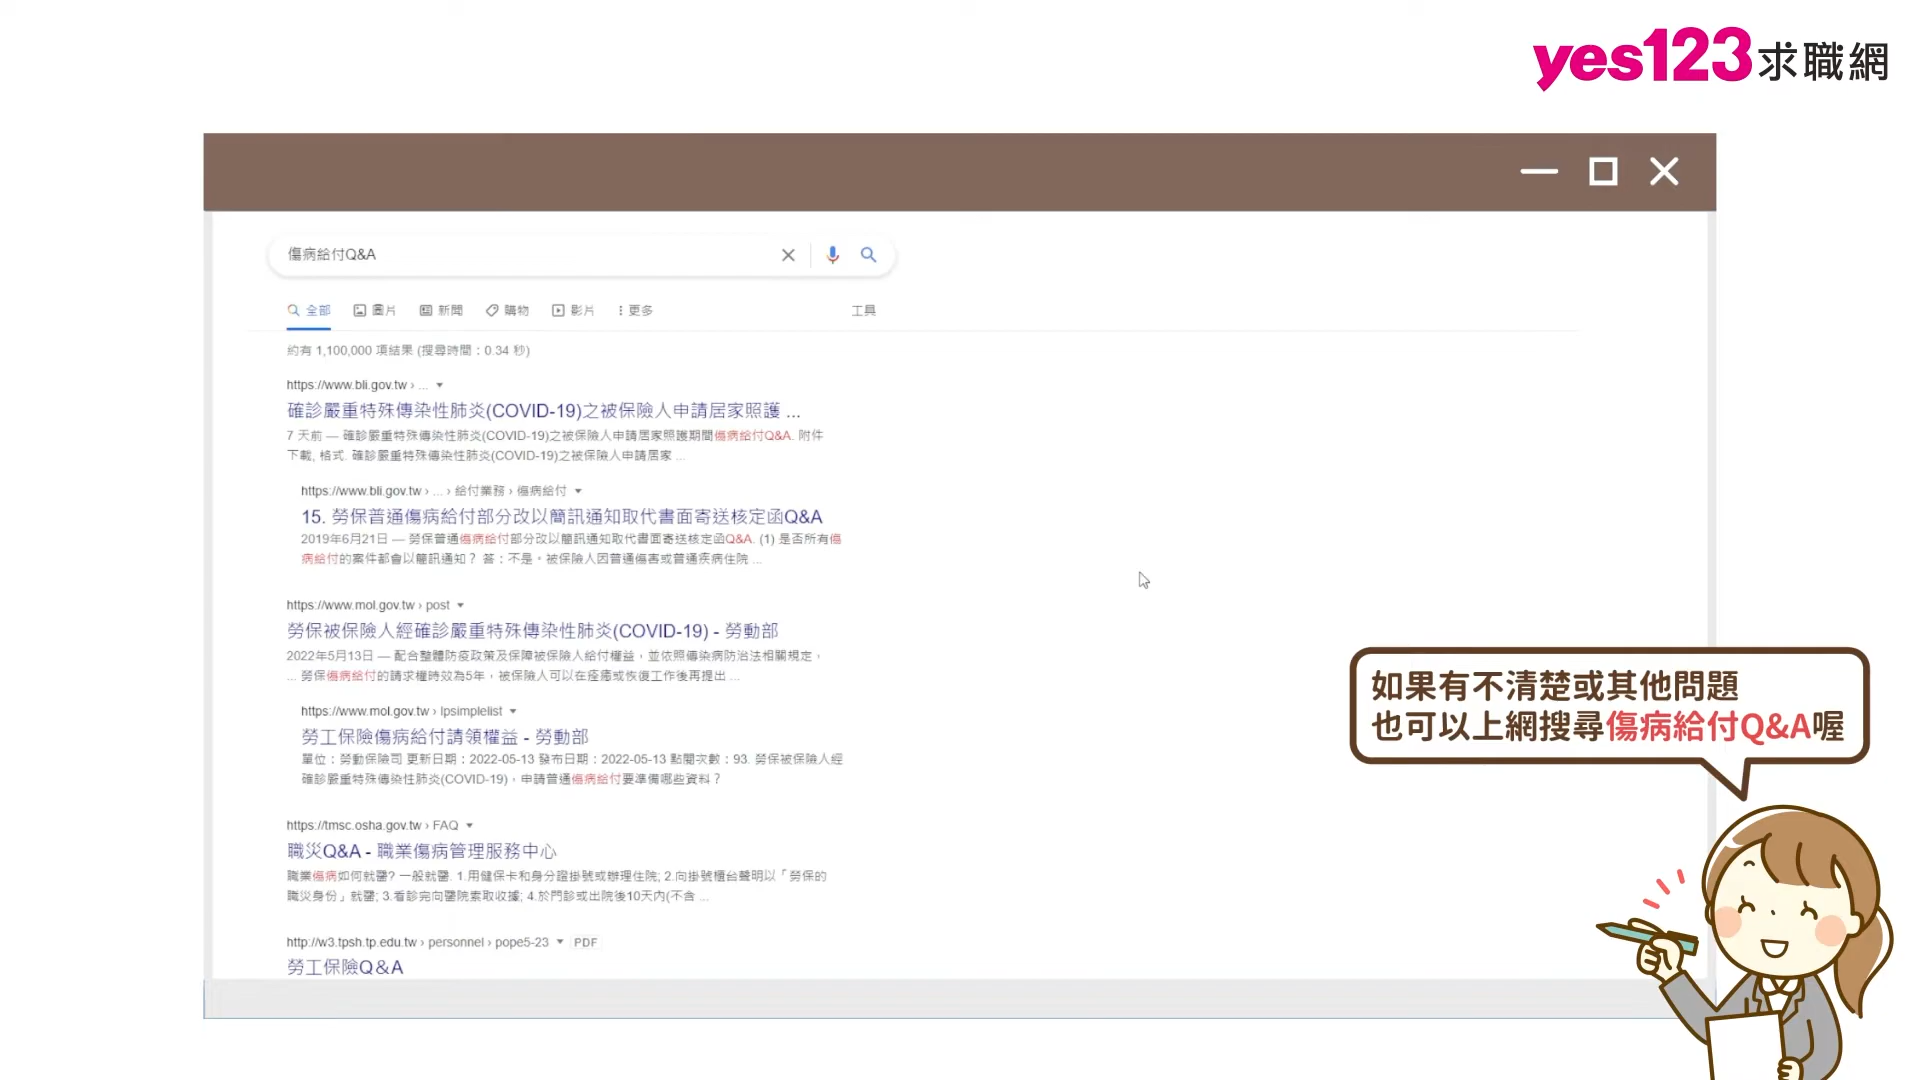 yes123求職網
傷病給付Q&A
全部 圖片 新聞 購物 影片 更多 工具
約有 1,100,000 項結果 (搜尋時間：0.34 秒)
https://www.bli.gov.tw › ...
確診嚴重特殊傳染性肺炎(COVID-19)之被保險人申請居家照護 ...
7 天前 — 確診嚴重特殊傳染性肺炎(COVID-19)之被保險人申請居家照護期間傷病給付Q&A. 附件
下載, 格式. 確診嚴重特殊傳染性肺炎(COVID-19)之被保險人申請居家 ...
https://www.bli.gov.tw › ... › 給付業務 › 傷病給付
15. 勞保普通傷病給付部分改以簡訊通知取代書面寄送核定函Q&A
2019年6月21日 — 勞保普通傷病給付部分改以簡訊通知取代書面寄送核定函Q&A. (1) 是否所有傷
病給付的案件都會以簡訊通知？ 答：不是。被保險人因普通傷害或普通疾病住院 ...
https://www.mol.gov.tw › post
勞保被保險人經確診嚴重特殊傳染性肺炎(COVID-19) - 勞動部
2022年5月13日 — 配合整體防疫政策及保障被保險人給付權益，並依照傳染病防治法相關規定，
... 勞保傷病給付的請求權時效為5年，被保險人可以在痊癒或恢復工作後再提出 ...
https://www.mol.gov.tw › lpsimplelist
勞工保險傷病給付請領權益 - 勞動部
單位：勞動保險司 更新日期：2022-05-13 發布日期：2022-05-13 點閱次數：93. 勞保被保險人經
確診嚴重特殊傳染性肺炎(COVID-19)，申請普通傷病給付要準備哪些資料？
https://tmsc.osha.gov.tw › FAQ
職災Q&A - 職業傷病管理服務中心
職業傷病如何就醫? 一般就醫. 1.用健保卡和身分證掛號或辦理住院; 2.向掛號櫃台聲明以「勞保的
職災身份」就醫; 3.看診完向醫院索取收據; 4.於門診或出院後10天內(不含 ...
http://w3.tpsh.tp.edu.tw › personnel › pope5-23 PDF
勞工保險Q＆A
如果有不清楚或其他問題
也可以上網搜尋傷病給付Q&A喔